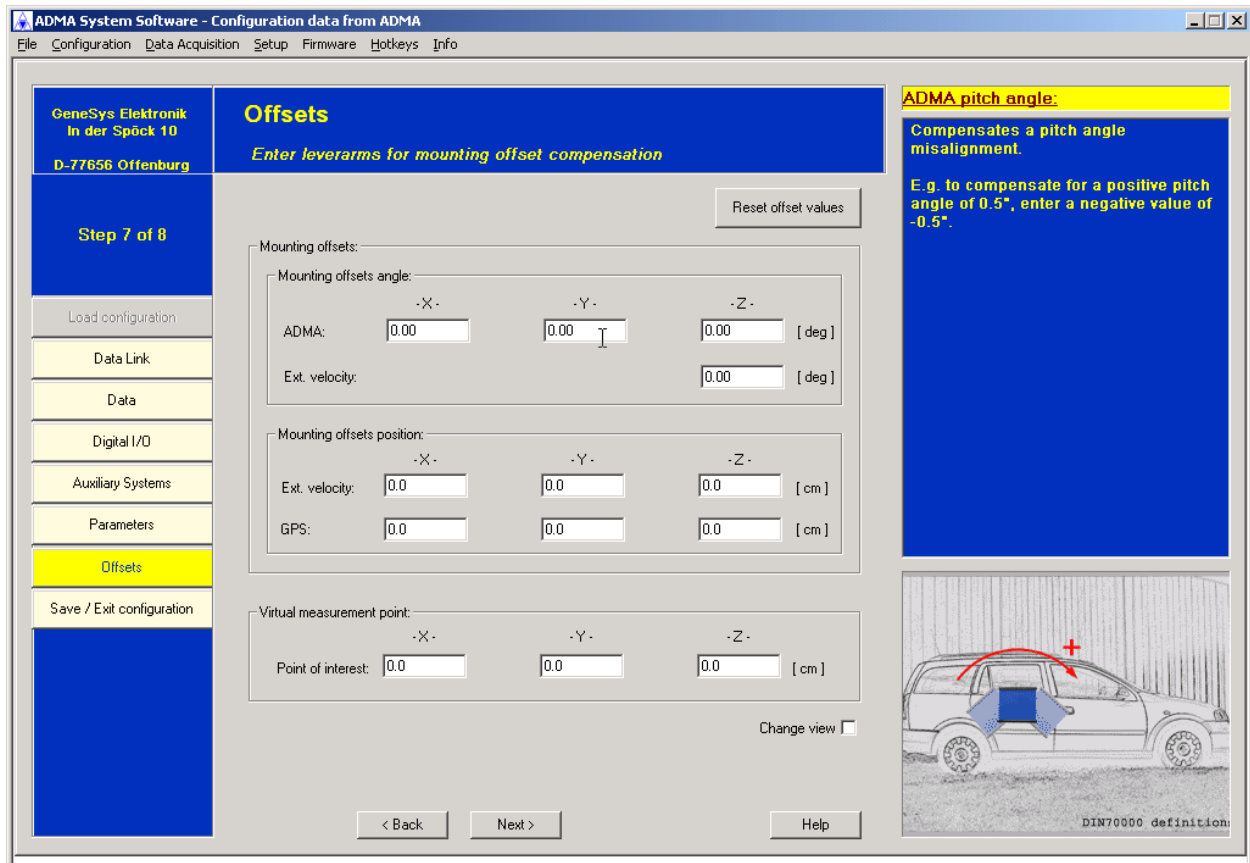 ADMA System Software - Configuration data from ADMA
File Configuration Data Acquisition Setup Firmware Hotkeys Info
GeneSys Elektronik
In der Spöck 10
D-77656 Offenburg
Offsets
Enter leverarms for mounting offset compensation
Step 7 of 8
Load configuration
Data Link
Data
Digital I/O
Auxiliary Systems
Parameters
Offsets
Save / Exit configuration
Reset offset values
Mounting offsets:
Mounting offsets angle:
-X- -Y- -Z-
ADMA: 0.00 0.00 0.00 [ deg ]
Ext. velocity: 0.00 [ deg ]
Mounting offsets position:
-X- -Y- -Z-
Ext. velocity: 0.0 0.0 0.0 [ cm ]
GPS: 0.0 0.0 0.0 [ cm ]
Virtual measurement point:
-X- -Y- -Z-
Point of interest: 0.0 0.0 0.0 [ cm ]
Change view
< Back Next > Help
ADMA pitch angle:
Compensates a pitch angle
misalignment.
E.g. to compensate for a positive pitch
angle of 0.5°, enter a negative value of
-0.5°.
+
DIN70000 definition